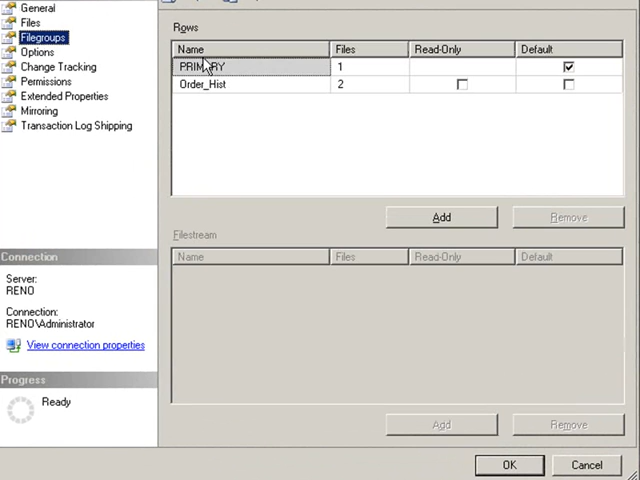 General
Files
Filegroups
Options
Change Tracking
Permissions
Extended Properties
Mirroring
Transaction Log Shipping
Connection
Server:
RENO
Connection:
RENO\Administrator
View connection properties
Progress
Ready
Rows
Name Files Read-Only Default
PRIMARY 1
Order_Hist 2
Add Remove
Filestream
Name Files Read-Only Default
Add Remove
OK Cancel